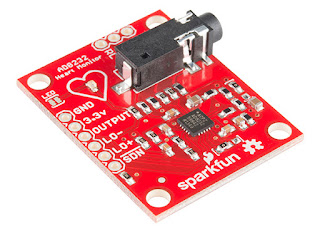 AD8232
Heart Monitor
LED
GND
3.3v
OUTPUT
LO-
LO+
SDN
sparkfun